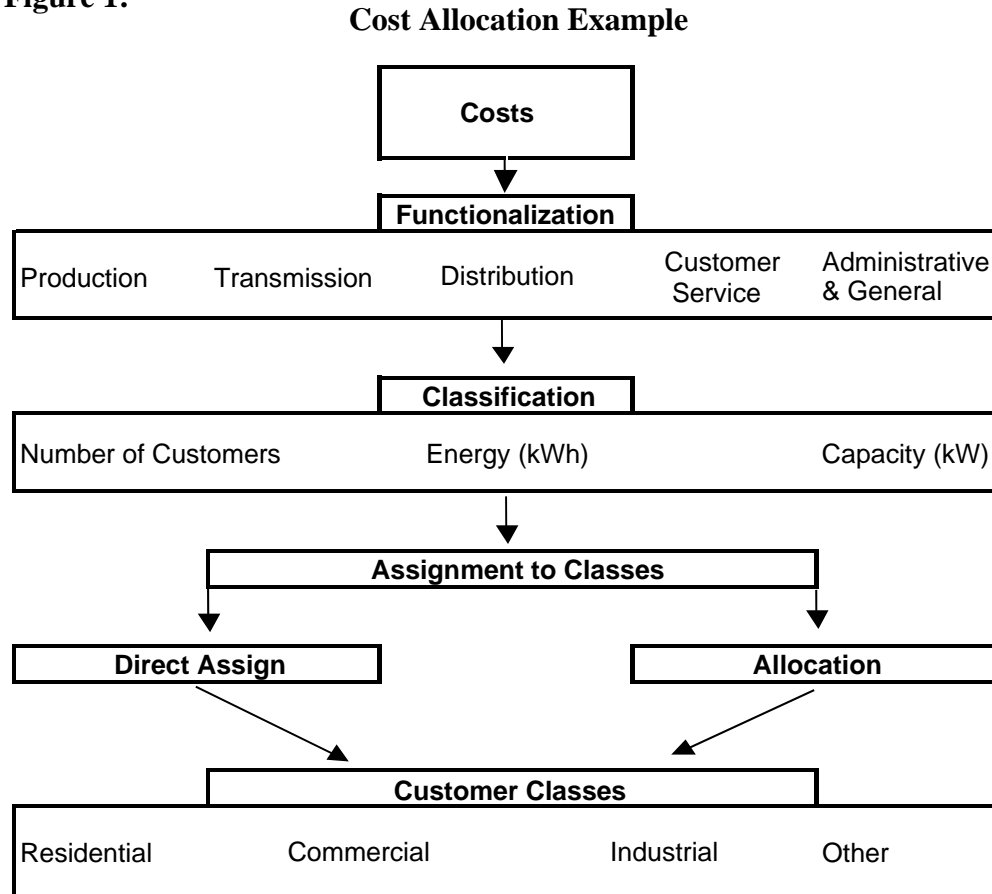 Figure 1.
Cost Allocation Example
Costs
Functionalization
Production Transmission Distribution Customer Service Administrative & General
Classification
Number of Customers Energy (kWh) Capacity (kW)
Assignment to Classes
Direct Assign Allocation
Customer Classes
Residential Commercial Industrial Other